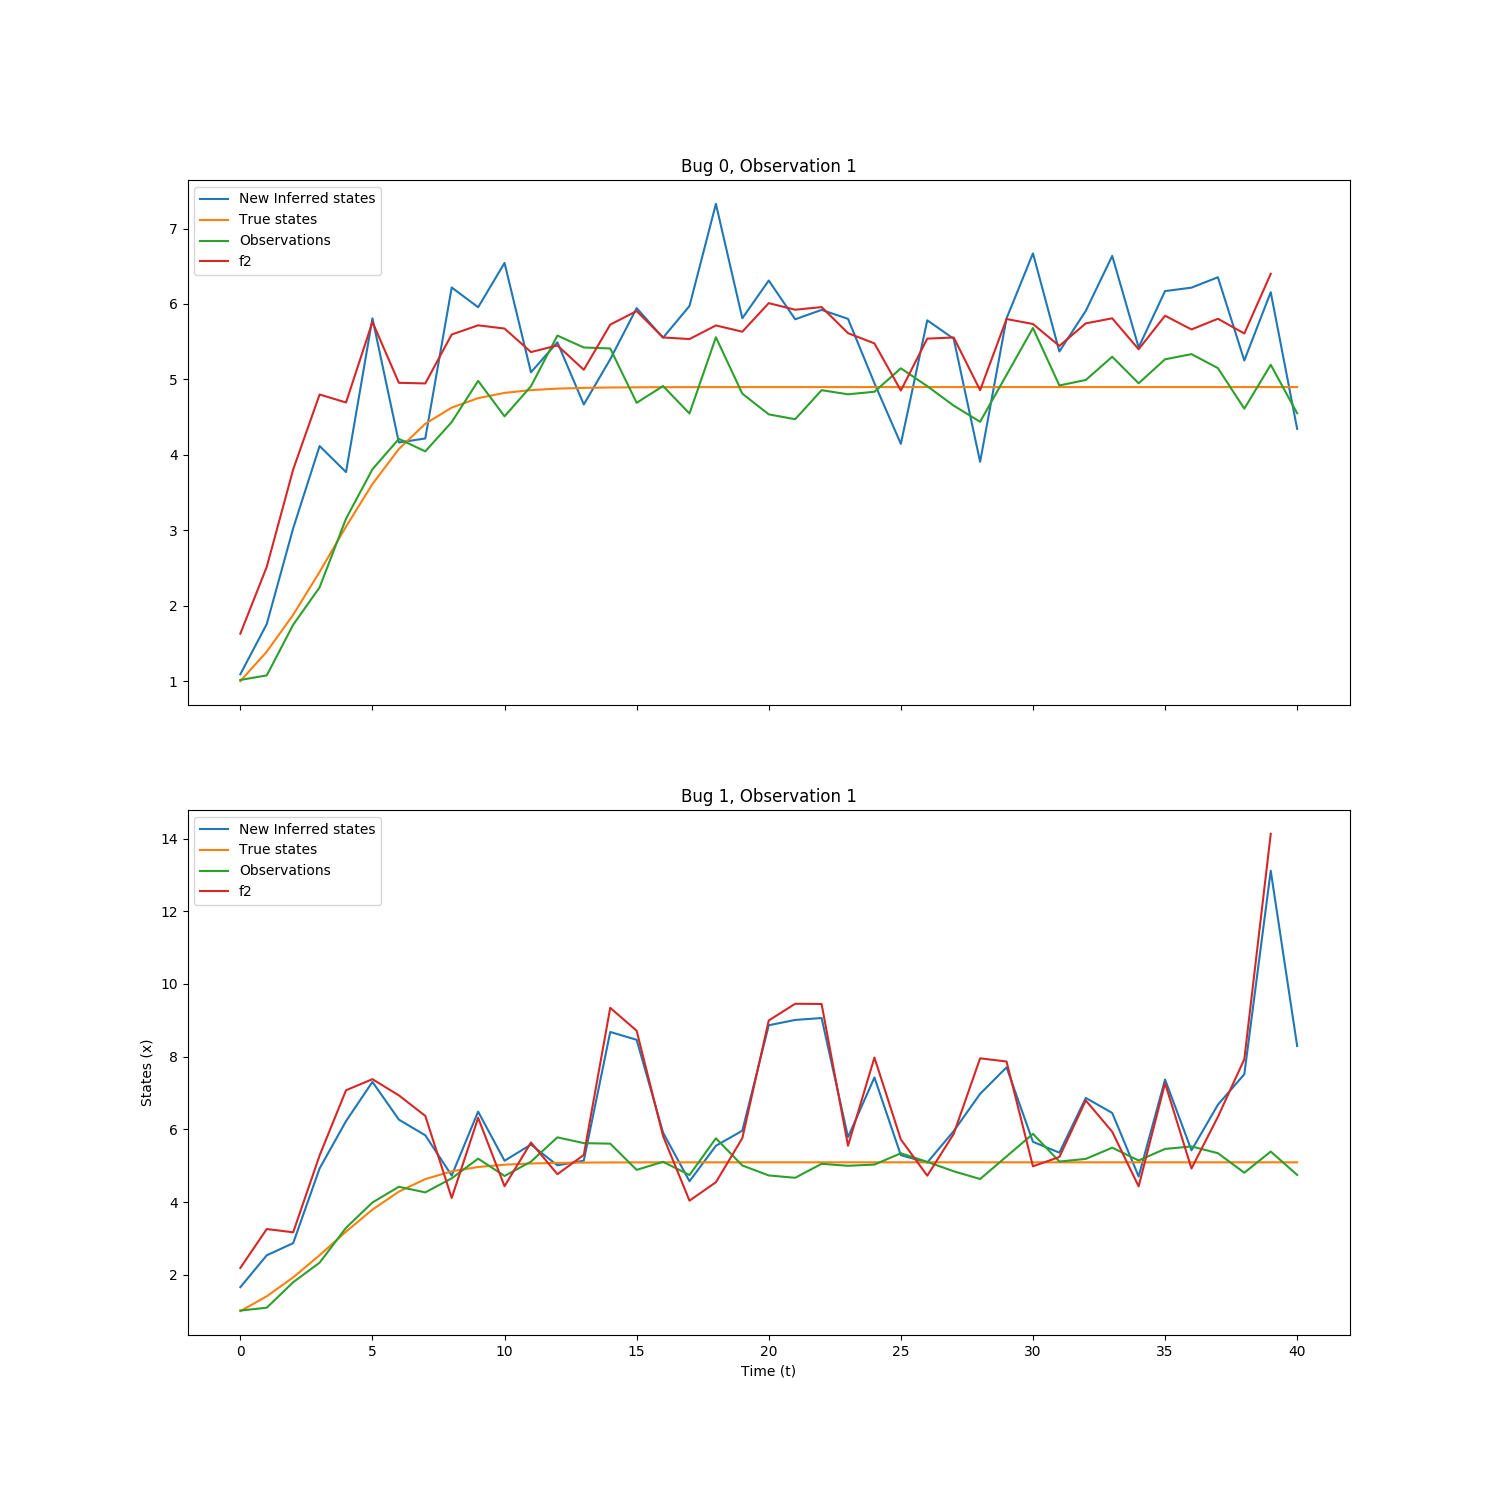 Bug 0, Observation 1
New Inferred states
True states
Observations
f2
7
6
5
4
3
2
1
Bug 1, Observation 1
New Inferred states
True states
Observations
f2
14
12
10
8
6
4
2
States (x)
0 5 10 15 20 25 30 35 40
Time (t)